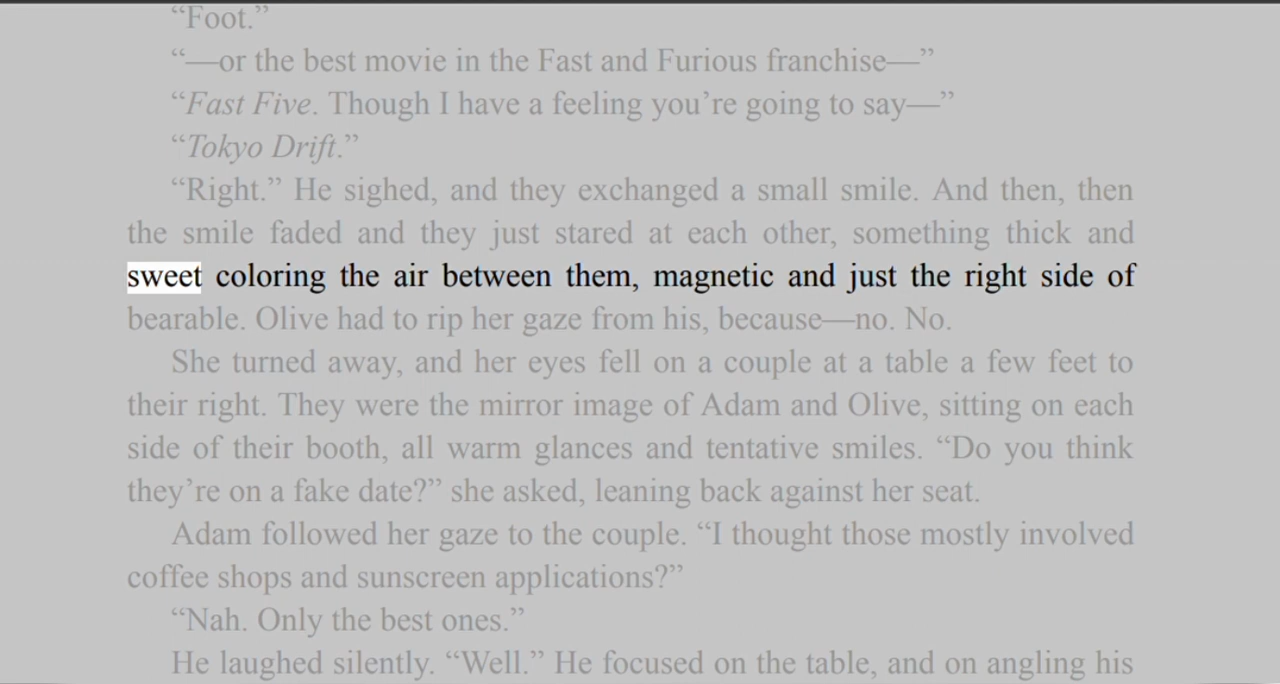 “Foot.”
“—or the best movie in the Fast and Furious franchise—”
“Fast Five. Though I have a feeling you’re going to say—”
“Tokyo Drift.”
“Right.” He sighed, and they exchanged a small smile. And then, then
the smile faded and they just stared at each other, something thick and
sweet coloring the air between them, magnetic and just the right side of
bearable. Olive had to rip her gaze from his, because—no. No.
She turned away, and her eyes fell on a couple at a table a few feet to
their right. They were the mirror image of Adam and Olive, sitting on each
side of their booth, all warm glances and tentative smiles. “Do you think
they’re on a fake date?” she asked, leaning back against her seat.
Adam followed her gaze to the couple. “I thought those mostly involved
coffee shops and sunscreen applications?”
“Nah. Only the best ones.”
He laughed silently. “Well.” He focused on the table, and on angling his